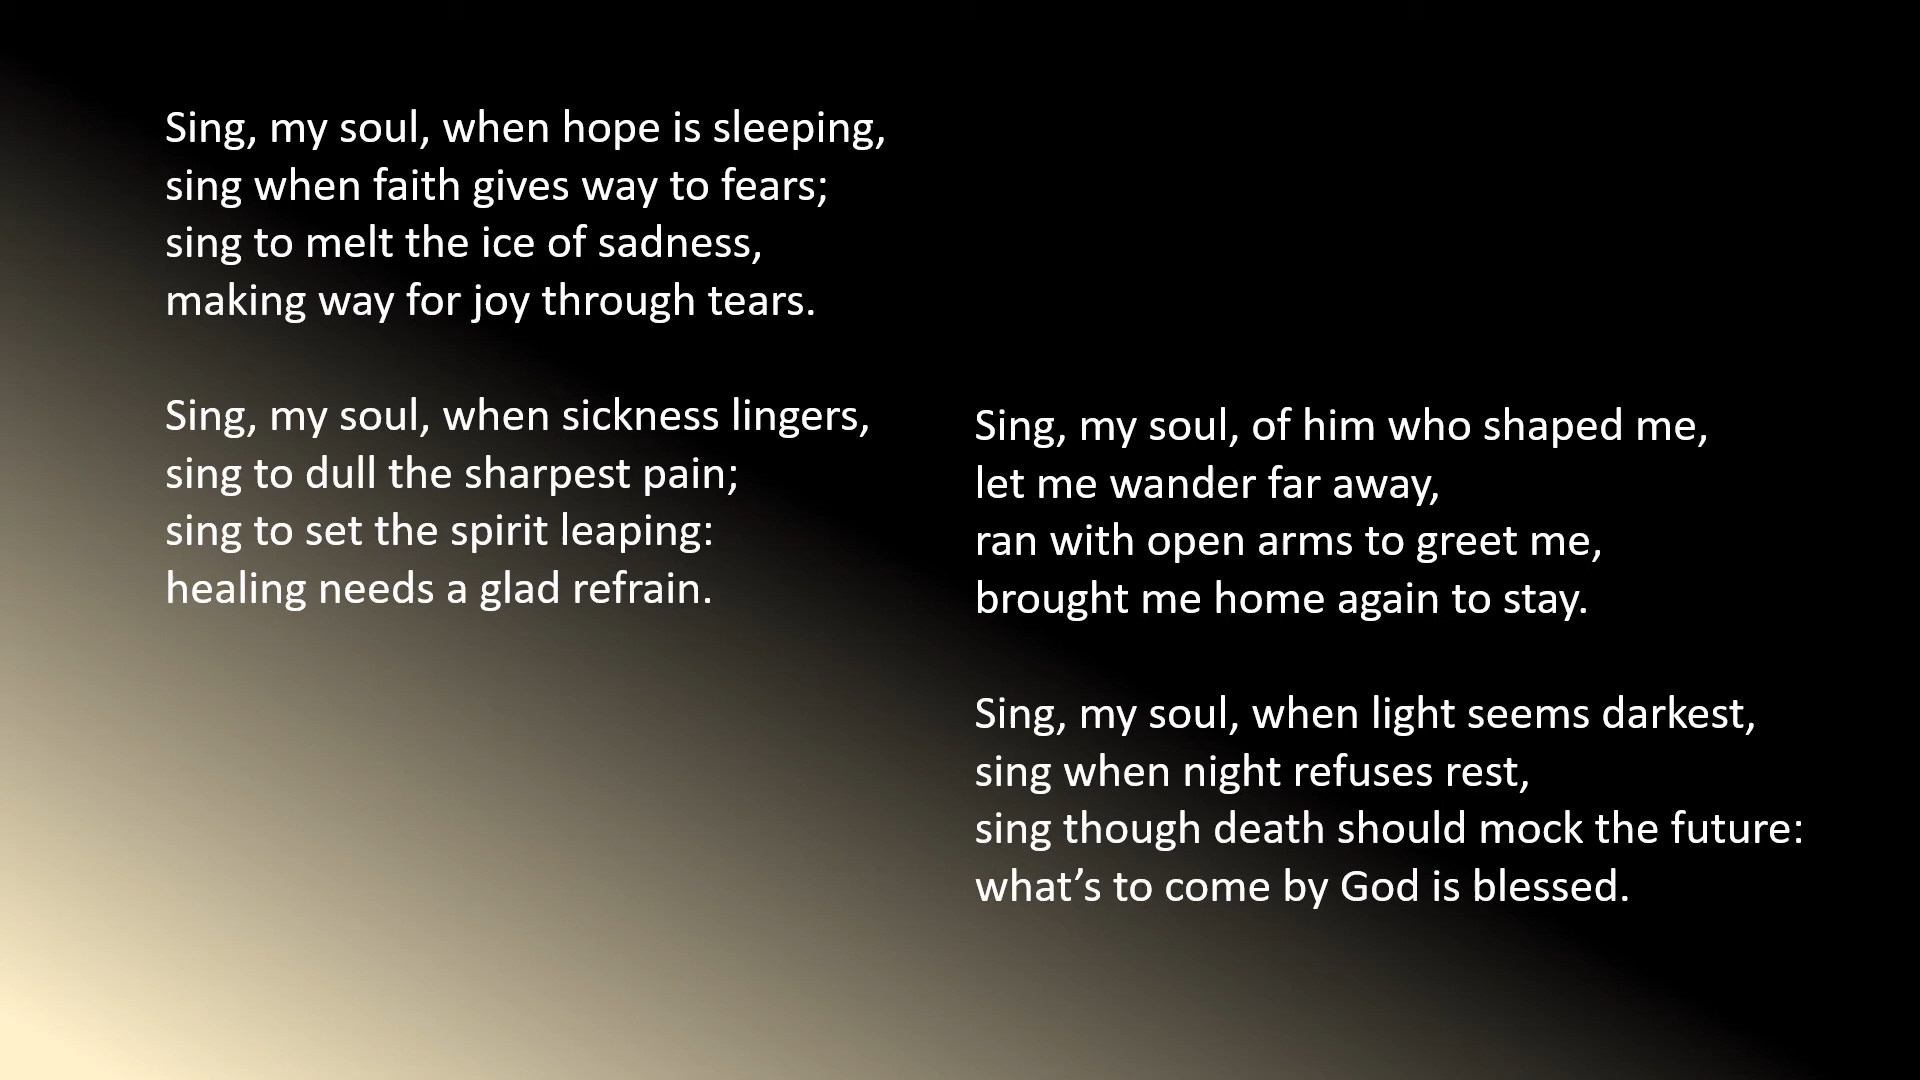 Sing, my soul, when hope is sleeping,
sing when faith gives way to fears;
sing to melt the ice of sadness,
making way for joy through tears.
Sing, my soul, when sickness lingers,
sing to dull the sharpest pain;
sing to set the spirit leaping:
healing needs a glad refrain.
Sing, my soul, of him who shaped me,
let me wander far away,
ran with open arms to greet me,
brought me home again to stay.
Sing, my soul, when light seems darkest,
sing when night refuses rest,
sing though death should mock the future:
what’s to come by God is blessed.